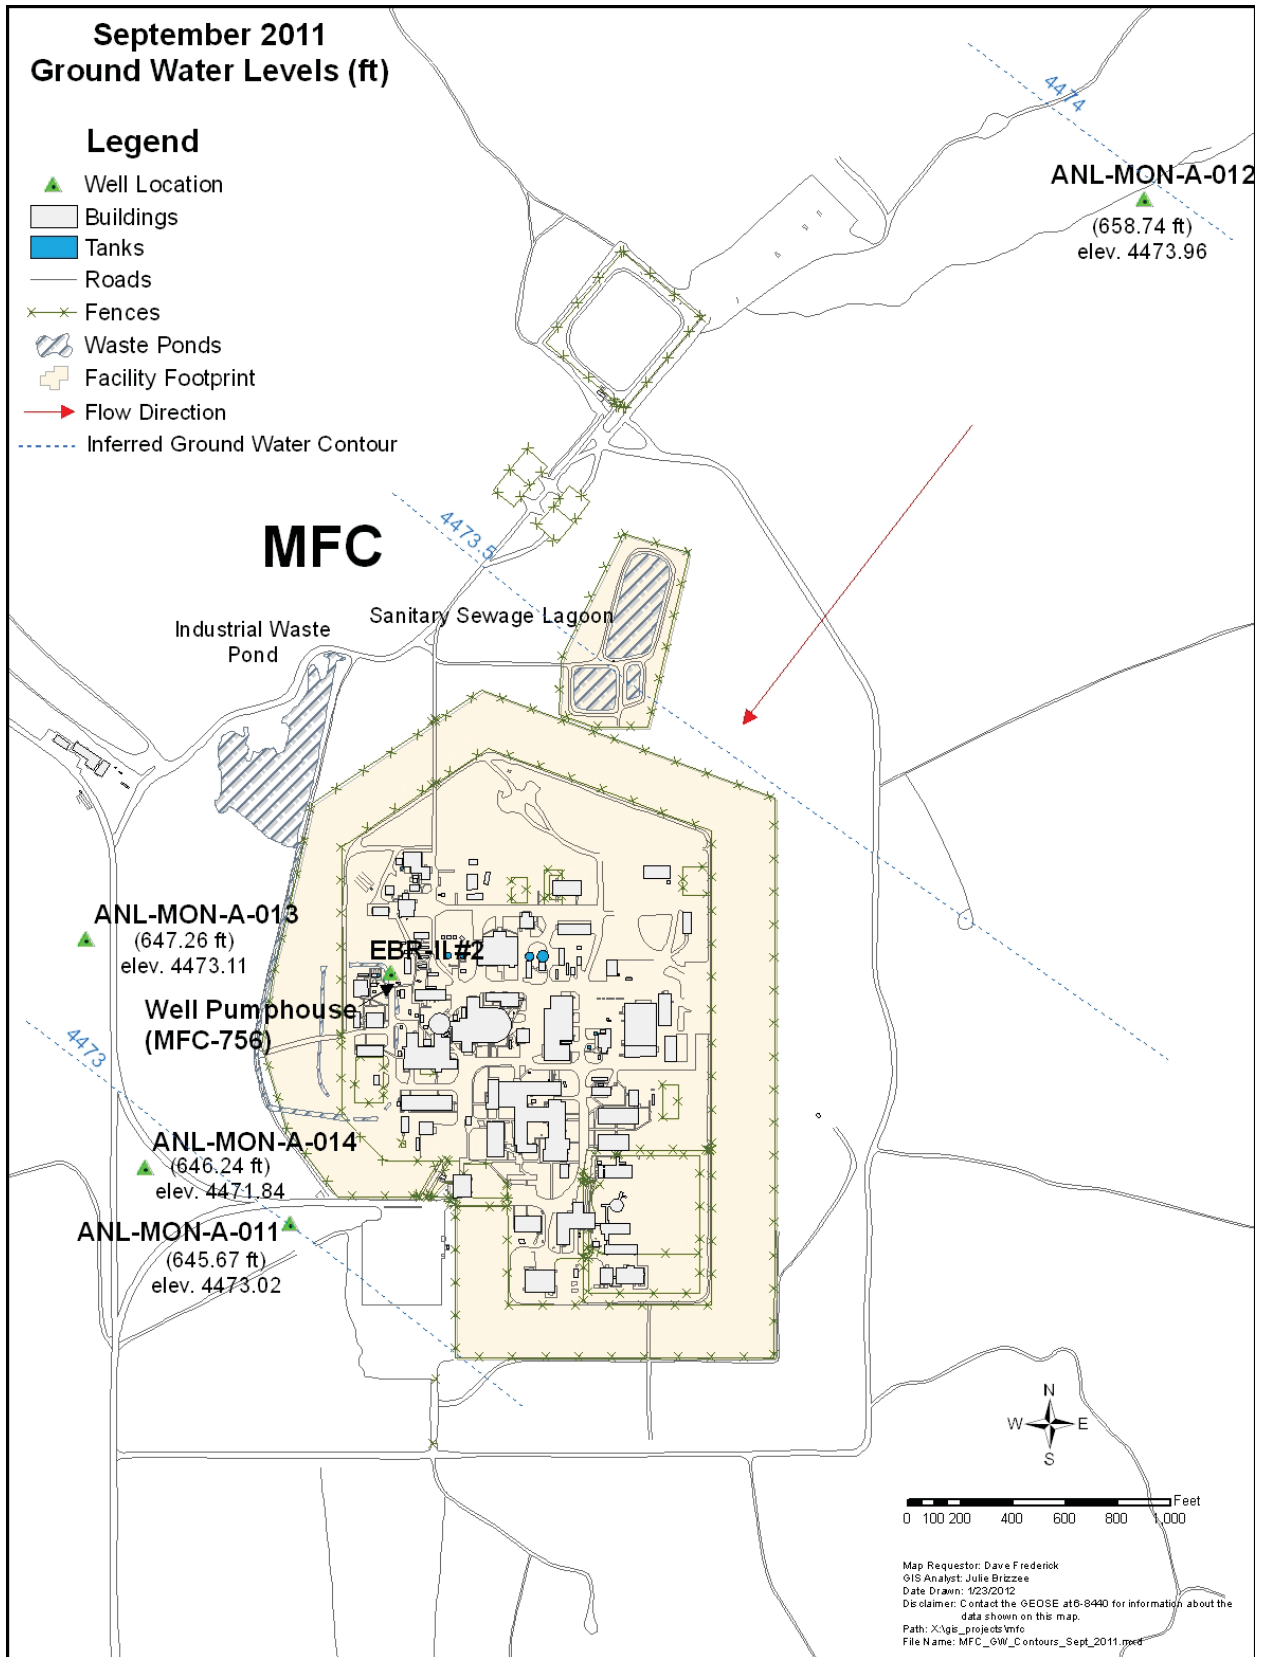 September 2011
Ground Water Levels (ft)
Legend
Well Location
Buildings
Tanks
Roads
Fences
Waste Ponds
Facility Footprint
Flow Direction
Inferred Ground Water Contour
4474
ANL-MON-A-012
(658.74 ft)
elev. 4473.96
4473.5
MFC
Sanitary Sewage Lagoon
Industrial Waste
Pond
ANL-MON-A-013
(647.26 ft)
elev. 4473.11
EBR-II #2
Well Pumphouse
(MFC-756)
4473
ANL-MON-A-014
(646.24 ft)
elev. 4471.84
ANL-MON-A-011
(645.67 ft)
elev. 4473.02
N
W E
S
Feet
0 100 200 400 600 800 1,000
Map Requestor: Dave Frederick
GIS Analyst: Julie Brizzee
Date Drawn: 1/23/2012
Disclaimer: Contact the GEOSE at 6-8440 for information about the
data shown on this map.
Path: X:\gis_projects\mfc
File Name: MFC_GW_Contours_Sept_2011.mxd